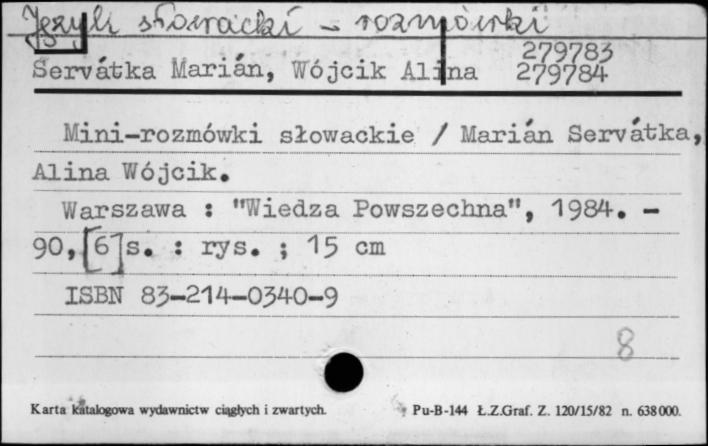 Język słowacki - rozmówki
279783
Servátka Marián, Wójcik Alina 279784
Mini-rozmówki słowackie / Marián Servátka,
Alina Wójcik.
Warszawa : "Wiedza Powszechna", 1984. -
90,[6]s. : rys. ; 15 cm
ISBN 83-214-0340-9
8
Karta katalogowa wydawnictw ciągłych i zwartych. Pu-B-144 Ł.Z.Graf. Z. 120/15/82 n. 638000.